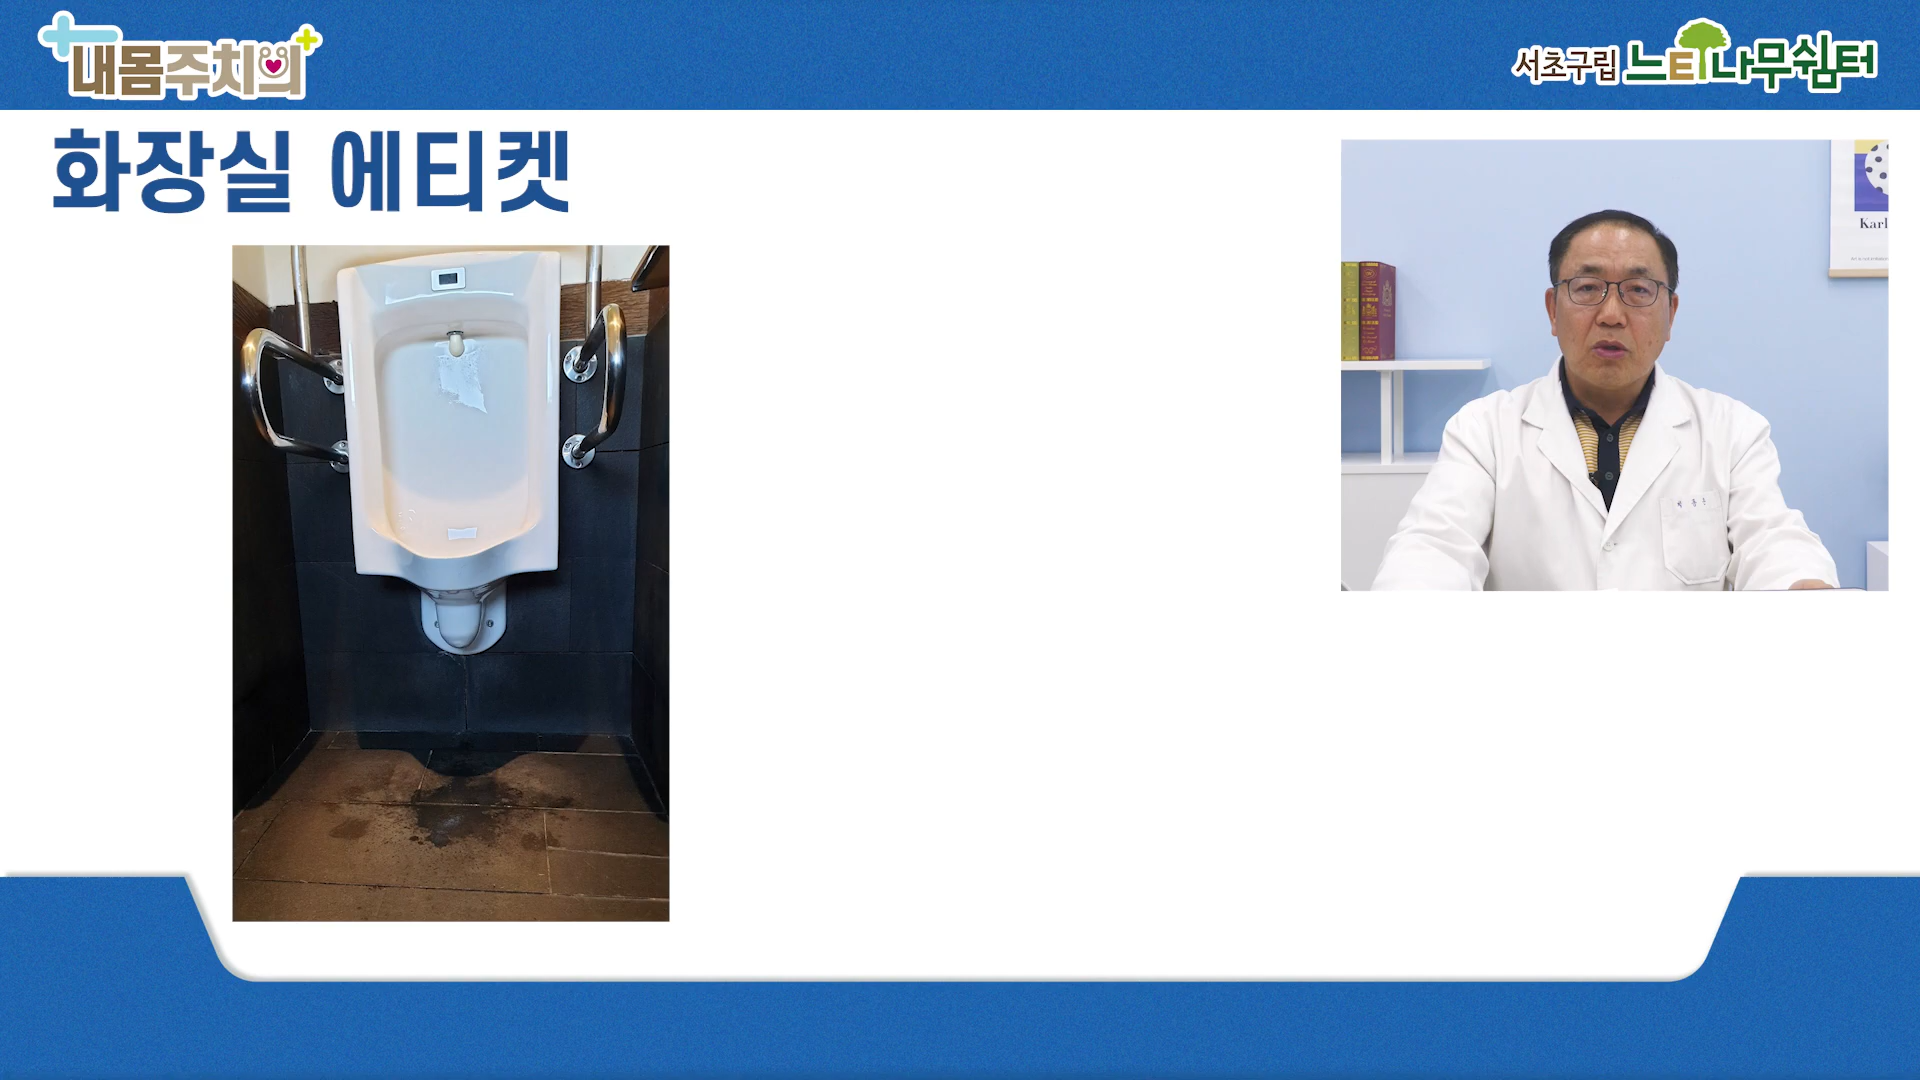 내몸주치의
서초구립 느티나무쉼터
화장실 에티켓
Karl